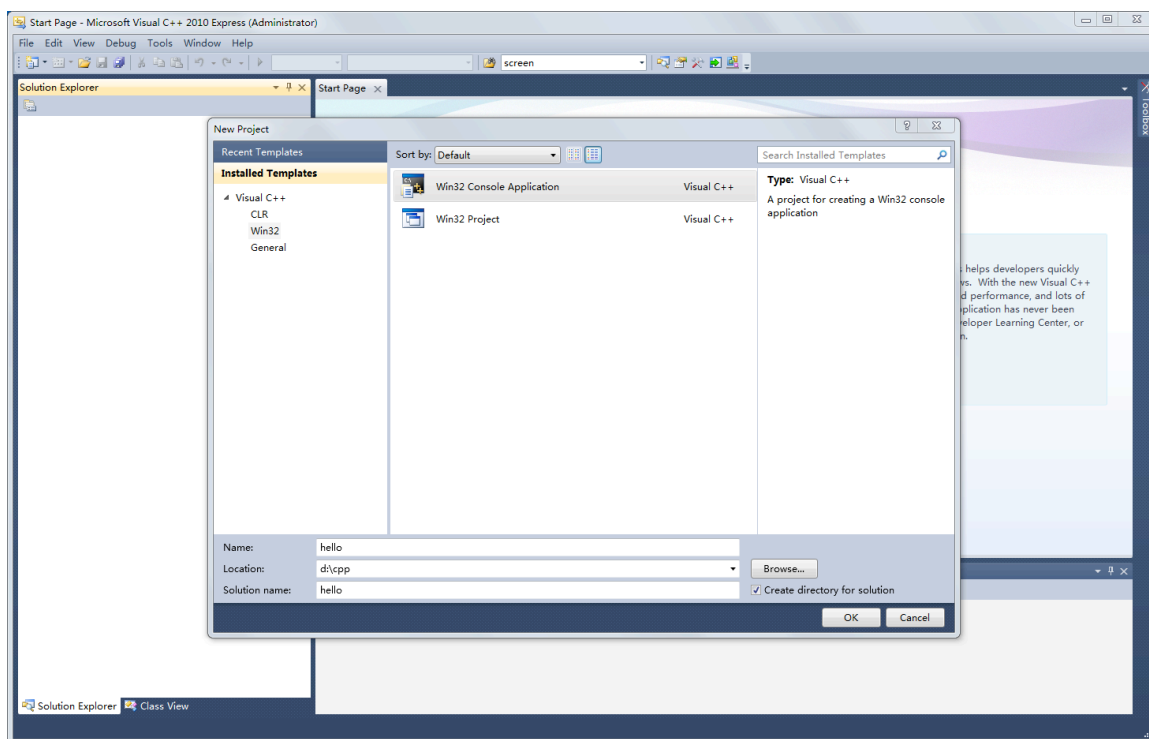 Start Page - Microsoft Visual C++ 2010 Express (Administrator)
File Edit View Debug Tools Window Help
screen
Solution Explorer
Start Page
Toolbox
New Project
Recent Templates
Installed Templates
Visual C++
CLR
Win32
General
Sort by: Default
Win32 Console Application Visual C++
Win32 Project Visual C++
Search Installed Templates
Type: Visual C++
A project for creating a Win32 console
application
helps developers quickly
With the new Visual C++
d performance, and lots of
plication has never been
eloper Learning Center, or
Name: hello
Location: d:\cpp
Browse...
Solution name: hello
Create directory for solution
OK Cancel
Solution Explorer Class View